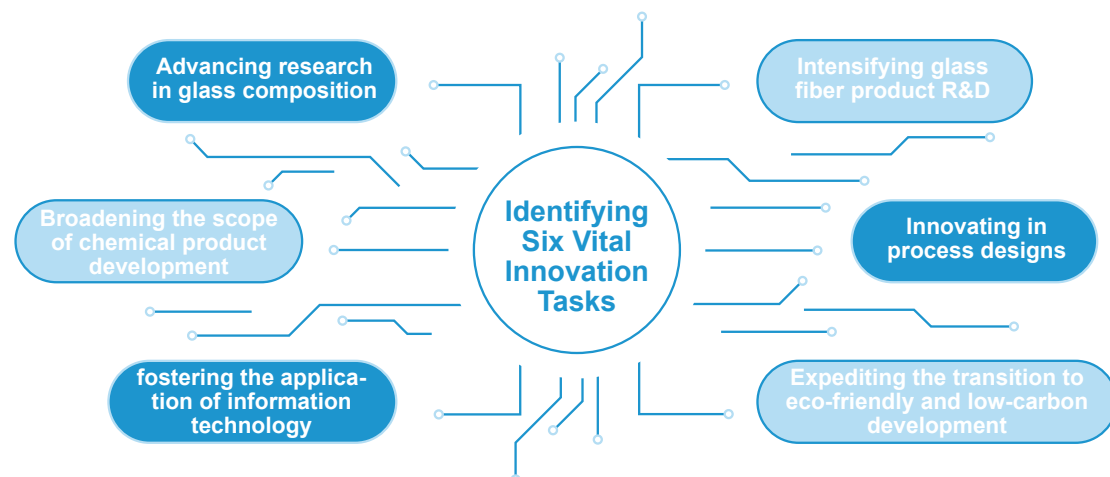 Advancing research
in glass composition
Intensifying glass
fiber product R&D
Broadening the scope
of chemical product
development
Identifying
Six Vital
Innovation
Tasks
Innovating in
process designs
fostering the applica-
tion of information
technology
Expediting the transition to
eco-friendly and low-carbon
development